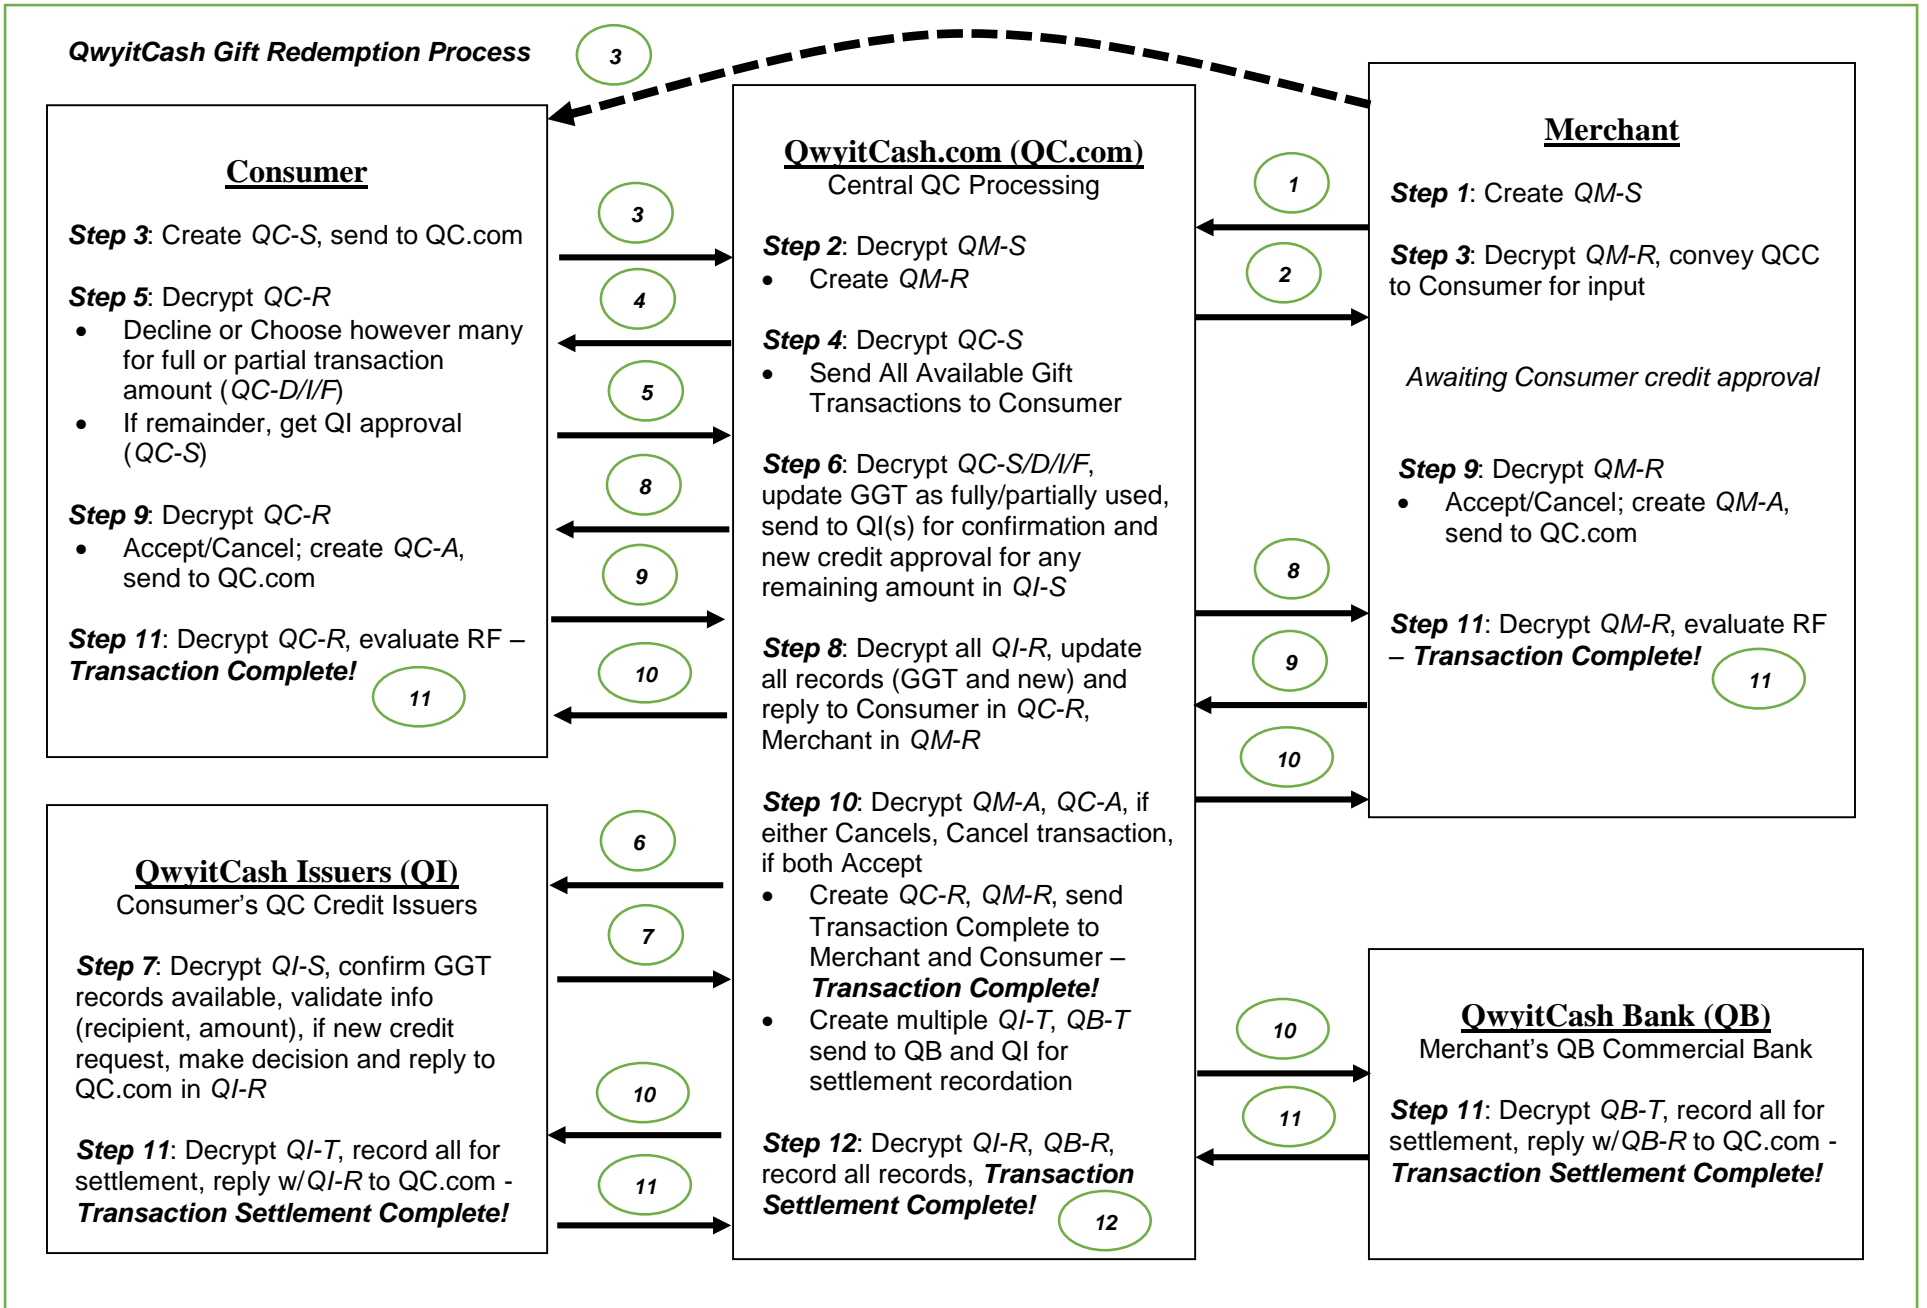 QwyitCash Gift Redemption Process
3
Consumer
Step 3: Create QC-S, send to QC.com
Step 5: Decrypt QC-R
• Decline or Choose however many
for full or partial transaction
amount (QC-D/I/F)
• If remainder, get QI approval
(QC-S)
Step 9: Decrypt QC-R
• Accept/Cancel; create QC-A,
send to QC.com
Step 11: Decrypt QC-R, evaluate RF –
Transaction Complete!
11
3
4
5
8
9
10
QwyitCash.com (QC.com)
Central QC Processing
Step 2: Decrypt QM-S
• Create QM-R
Step 4: Decrypt QC-S
• Send All Available Gift
Transactions to Consumer
Step 6: Decrypt QC-S/D/I/F,
update GGT as fully/partially used,
send to QI(s) for confirmation and
new credit approval for any
remaining amount in QI-S
Step 8: Decrypt all QI-R, update
all records (GGT and new) and
reply to Consumer in QC-R,
Merchant in QM-R
Step 10: Decrypt QM-A, QC-A, if
either Cancels, Cancel transaction,
if both Accept
• Create QC-R, QM-R, send
Transaction Complete to
Merchant and Consumer –
Transaction Complete!
• Create multiple QI-T, QB-T
send to QB and QI for
settlement recordation
Step 12: Decrypt QI-R, QB-R,
record all records, Transaction
Settlement Complete!
12
1
2
8
9
10
Merchant
Step 1: Create QM-S
Step 3: Decrypt QM-R, convey QCC
to Consumer for input
Awaiting Consumer credit approval
Step 9: Decrypt QM-R
• Accept/Cancel; create QM-A,
send to QC.com
Step 11: Decrypt QM-R, evaluate RF
– Transaction Complete!
11
QwyitCash Issuers (QI)
Consumer’s QC Credit Issuers
Step 7: Decrypt QI-S, confirm GGT
records available, validate info
(recipient, amount), if new credit
request, make decision and reply to
QC.com in QI-R
Step 11: Decrypt QI-T, record all for
settlement, reply w/QI-R to QC.com -
Transaction Settlement Complete!
6
7
10
11
10
11
QwyitCash Bank (QB)
Merchant’s QB Commercial Bank
Step 11: Decrypt QB-T, record all for
settlement, reply w/QB-R to QC.com -
Transaction Settlement Complete!